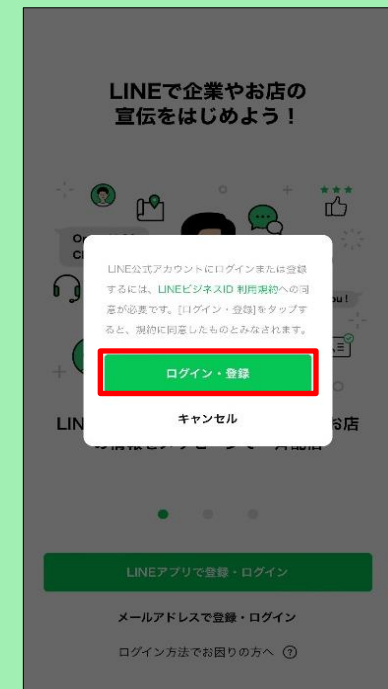 LINEで企業やお店の
宣伝をはじめよう！
LINE公式アカウントにログインまたは登録
するには、LINEビジネスID 利用規約への同
意が必要です。[ログイン・登録]をタップす
ると、規約に同意したものとみなされます。
ou!
ログイン・登録
キャンセル
LIN
お店
LINEアプリで登録・ログイン
メールアドレスで登録・ログイン
ログイン方法でお困りの方へ ?